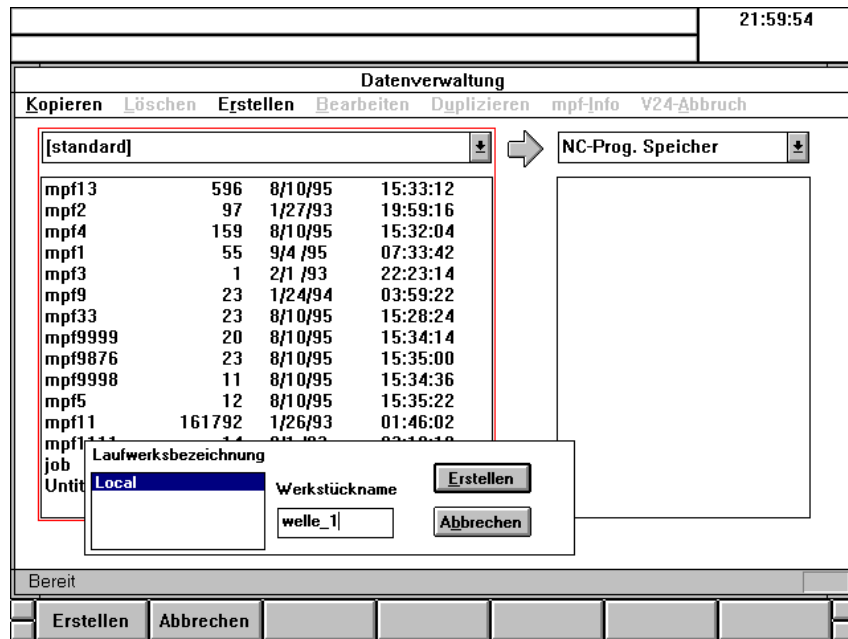 21:59:54
Datenverwaltung
Kopieren Löschen Erstellen Bearbeiten Duplizieren mpf-Info V24-Abbruch
[standard] NC-Prog. Speicher
mpf13 596 8/10/95 15:33:12
mpf2 97 1/27/93 19:59:16
mpf4 159 8/10/95 15:32:04
mpf1 55 9/4 /95 07:33:42
mpf3 1 2/1 /93 22:23:14
mpf9 23 1/24/94 03:59:22
mpf33 23 8/10/95 15:28:24
mpf9999 20 8/10/95 15:34:14
mpf9876 23 8/10/95 15:35:00
mpf9998 11 8/10/95 15:34:36
mpf5 12 8/10/95 15:35:22
mpf11 161792 1/26/93 01:46:02
job
Untit
Laufwerksbezeichnung
Local
Werkstückname
welle_1
Erstellen
Abbrechen
Bereit
Erstellen Abbrechen